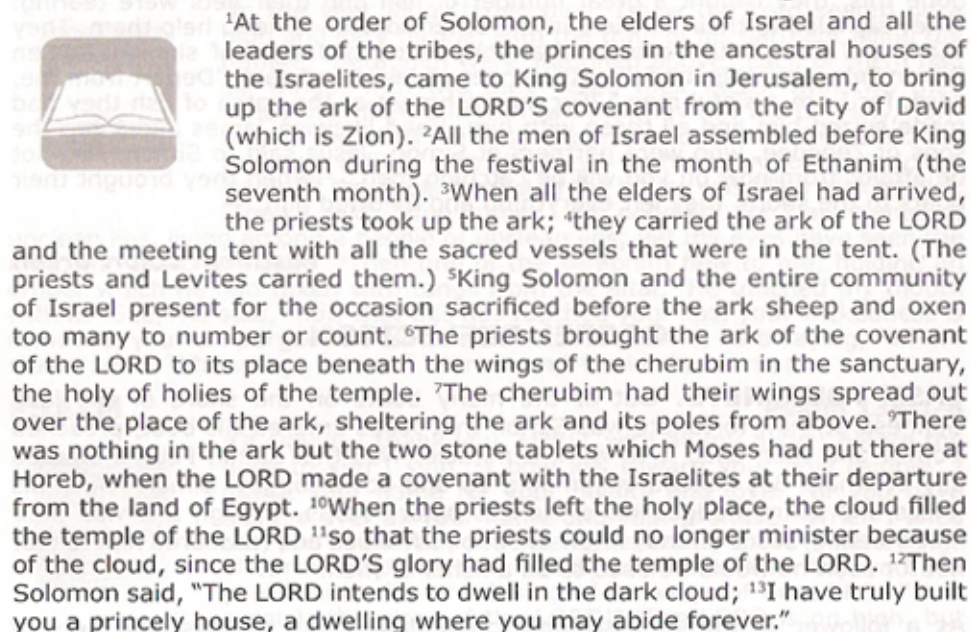 ¹At the order of Solomon, the elders of Israel and all the
leaders of the tribes, the princes in the ancestral houses of
the Israelites, came to King Solomon in Jerusalem, to bring
up the ark of the LORD'S covenant from the city of David
(which is Zion). ²All the men of Israel assembled before King
Solomon during the festival in the month of Ethanim (the
seventh month). ³When all the elders of Israel had arrived,
the priests took up the ark; ⁴they carried the ark of the LORD
and the meeting tent with all the sacred vessels that were in the tent. (The
priests and Levites carried them.) ⁵King Solomon and the entire community
of Israel present for the occasion sacrificed before the ark sheep and oxen
too many to number or count. ⁶The priests brought the ark of the covenant
of the LORD to its place beneath the wings of the cherubim in the sanctuary,
the holy of holies of the temple. ⁷The cherubim had their wings spread out
over the place of the ark, sheltering the ark and its poles from above. ⁹There
was nothing in the ark but the two stone tablets which Moses had put there at
Horeb, when the LORD made a covenant with the Israelites at their departure
from the land of Egypt. ¹⁰When the priests left the holy place, the cloud filled
the temple of the LORD ¹¹so that the priests could no longer minister because
of the cloud, since the LORD'S glory had filled the temple of the LORD. ¹²Then
Solomon said, "The LORD intends to dwell in the dark cloud; ¹³I have truly built
you a princely house, a dwelling where you may abide forever."